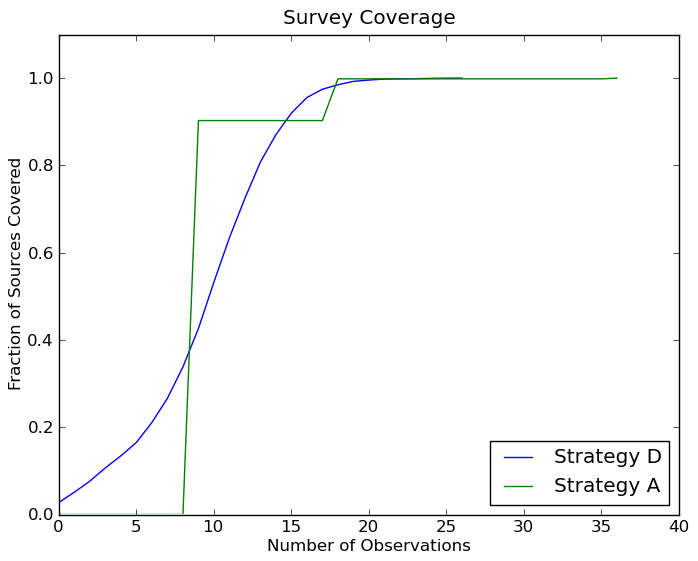 Survey Coverage
Fraction of Sources Covered
1.0
0.8
0.6
0.4
0.2
0.0
0 5 10 15 20 25 30 35 40
Number of Observations
Strategy D
Strategy A